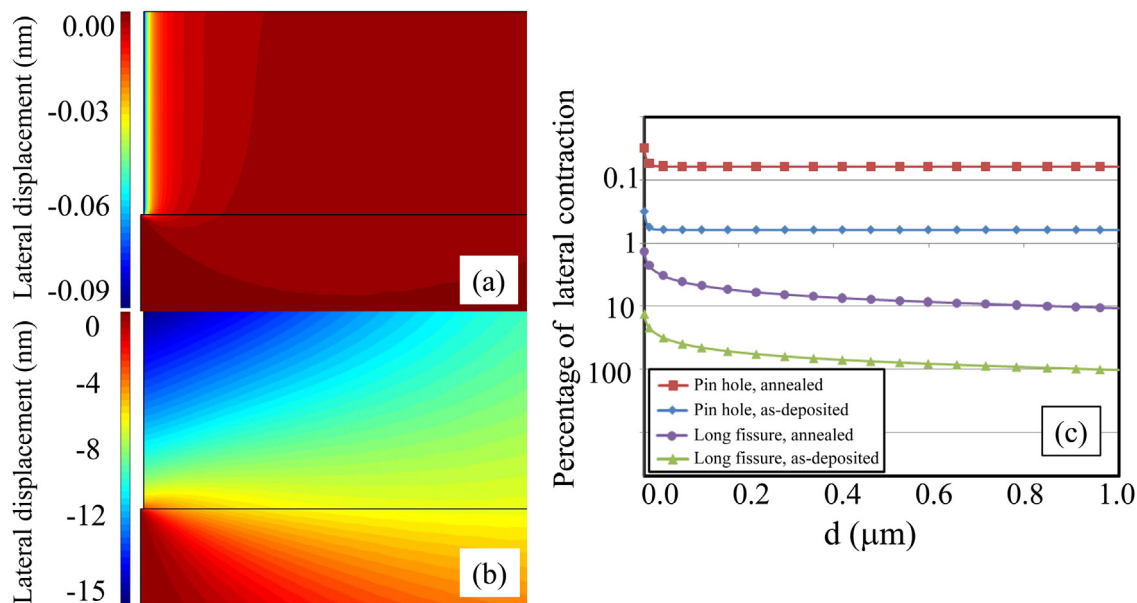 Lateral displacement (nm)
0.00
-0.03
-0.06
-0.09
(a)
Lateral displacement (nm)
0
-4
-8
-12
-15
(b)
Percentage of lateral contraction
0.1
1
10
100
Pin hole, annealed
Pin hole, as-deposited
Long fissure, annealed
Long fissure, as-deposited
(c)
0.0 0.2 0.4 0.6 0.8 1.0
d (μm)